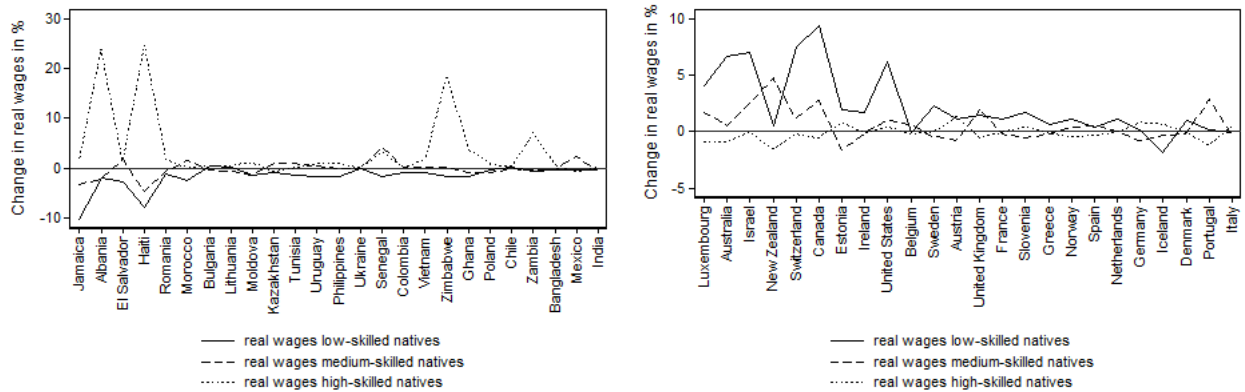 Change in real wages in %
30
20
10
0
-10
Jamaica
Albania
El Salvador
Haiti
Romania
Morocco
Bulgaria
Lithuania
Moldova
Kazakhstan
Tunisia
Uruguay
Philippines
Ukraine
Senegal
Colombia
Vietnam
Zimbabwe
Ghana
Poland
Chile
Zambia
Bangladesh
Mexico
India
real wages low-skilled natives
real wages medium-skilled natives
real wages high-skilled natives
Change in real wages in %
10
5
0
-5
Luxembourg
Australia
Israel
New Zealand
Switzerland
Canada
Estonia
Ireland
United States
Belgium
Sweden
Austria
United Kingdom
France
Slovenia
Greece
Norway
Spain
Netherlands
Germany
Iceland
Denmark
Portugal
Italy
real wages low-skilled natives
real wages medium-skilled natives
real wages high-skilled natives